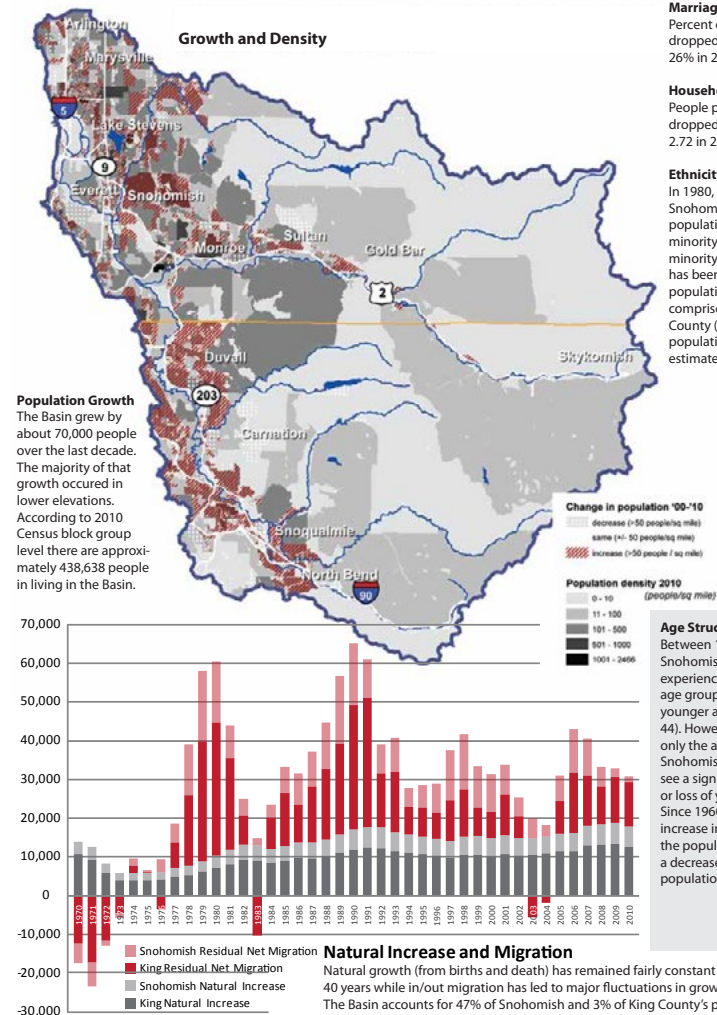 Growth and Density
Arlington
Marysville
5
Lake Stevens
9
Everett
Snohomish
Monroe
Sultan
Gold Bar
2
Duvall
Skykomish
203
Carnation
Snoqualmie
North Bend
90
Population Growth
The Basin grew by
about 70,000 people
over the last decade.
The majority of that
growth occured in
lower elevations.
According to 2010
Census block group
level there are approxi-
mately 438,638 people
in living in the Basin.
Change in population '00-'10
decrease (>50 people/sq mile)
same (+/- 50 people/sq mile)
increase (>50 people / sq mile)
Population density 2010
(people/sq mile)
0 - 10
11 - 100
101 - 500
501 - 1000
1001 - 2466
Marriag
Percent
dropped
26% in 2
Househ
People p
dropped
2.72 in 2
Ethnicit
In 1980,
Snohom
populati
minority
minority
has been
populati
compris
County (
populati
estimate
Age Struc
Between 1
Snohomis
experienc
age group
younger a
44). Howe
only the a
Snohomis
see a sign
or loss of y
Since 196
increase in
the popul
a decrease
population
70,000
60,000
50,000
40,000
30,000
20,000
10,000
0
-10,000
-20,000
-30,000
1970 1971 1972 1973 1974 1975 1976 1977 1978 1979 1980 1981 1982 1983 1984 1985 1986 1987 1988 1989 1990 1991 1992 1993 1994 1995 1996 1997 1998 1999 2000 2001 2002 2003 2004 2005 2006 2007 2008 2009 2010
Snohomish Residual Net Migration
King Residual Net Migration
Snohomish Natural Increase
King Natural Increase
Natural Increase and Migration
Natural growth (from births and death) has remained fairly constant
40 years while in/out migration has led to major fluctuations in grow
The Basin accounts for 47% of Snohomish and 3% of King County's p